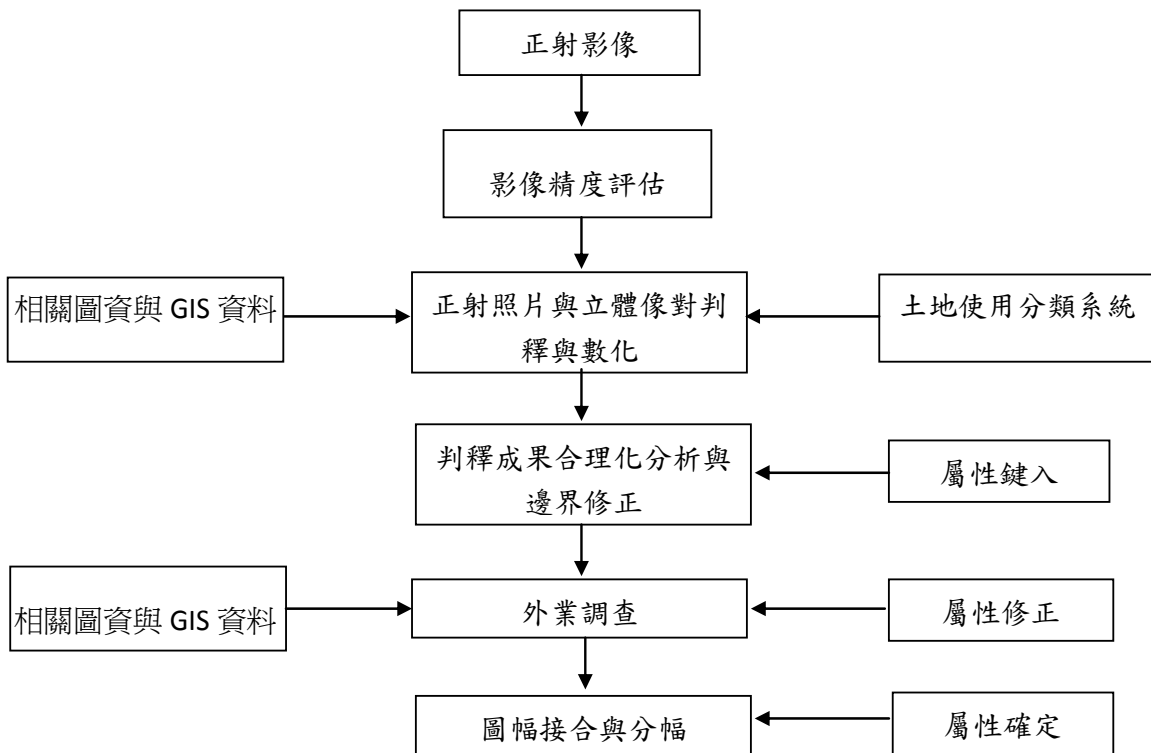 正射影像
影像精度評估
相關圖資與 GIS 資料
正射照片與立體像對判
釋與數化
土地使用分類系統
判釋成果合理化分析與
邊界修正
屬性鍵入
相關圖資與 GIS 資料
外業調查
屬性修正
圖幅接合與分幅
屬性確定